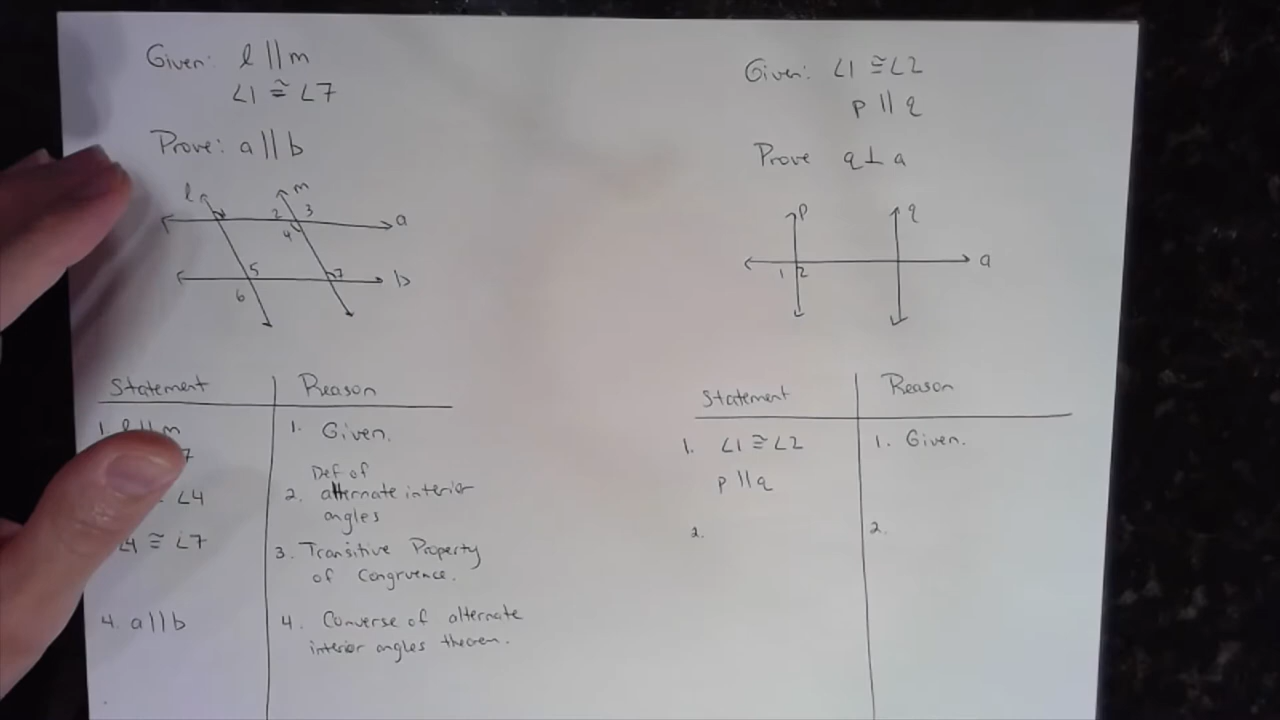 Given: l || m
∠1 ≅ ∠7
Prove: a || b
l
m
2
3
a
4
5
7
b
6
Statement
Reason
1. l || m
1. Given.
7
Def of
2. alternate interior
angles
∠4
∠4 ≅ ∠7
3. Transitive Property
of Congruence.
4. a || b
4. Converse of alternate
interior angles theorem.
Given: ∠1 ≅ ∠2
p || q
Prove q ⊥ a
p
q
a
1
2
Statement
Reason
1. ∠1 ≅ ∠2
1. Given.
p || q
2.
2.